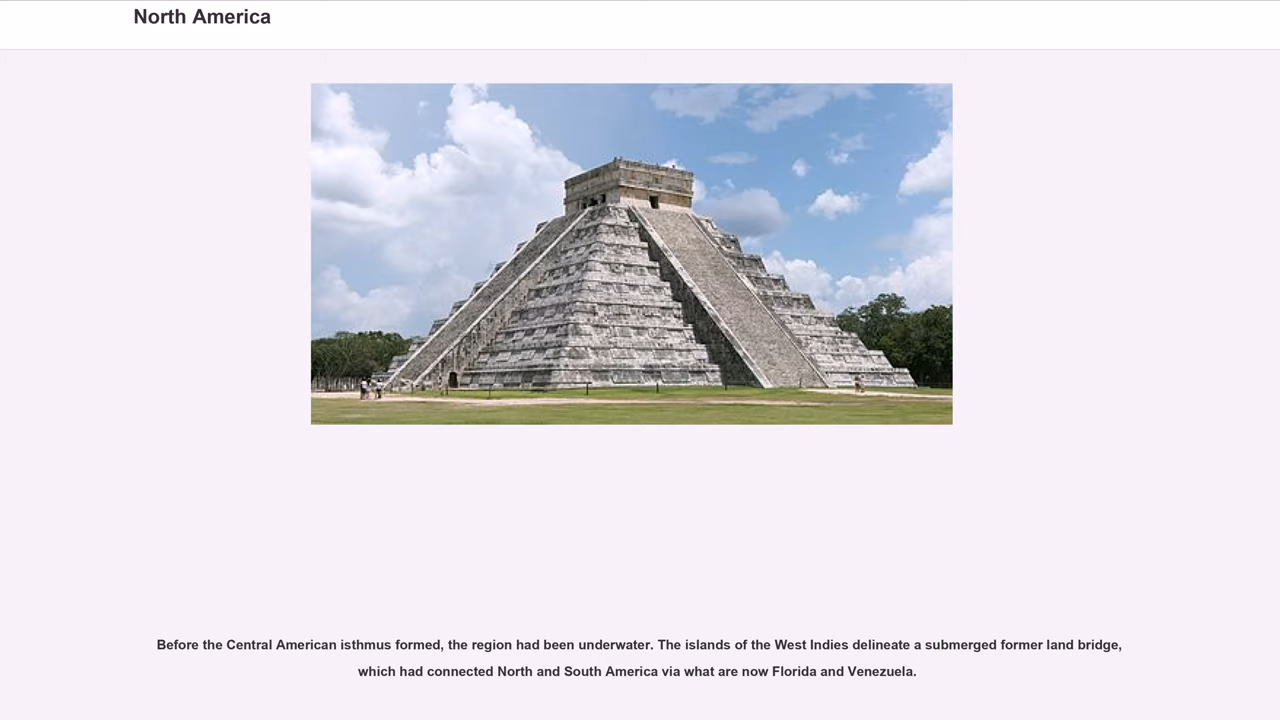 North America
Before the Central American isthmus formed, the region had been underwater. The islands of the West Indies delineate a submerged former land bridge,
which had connected North and South America via what are now Florida and Venezuela.